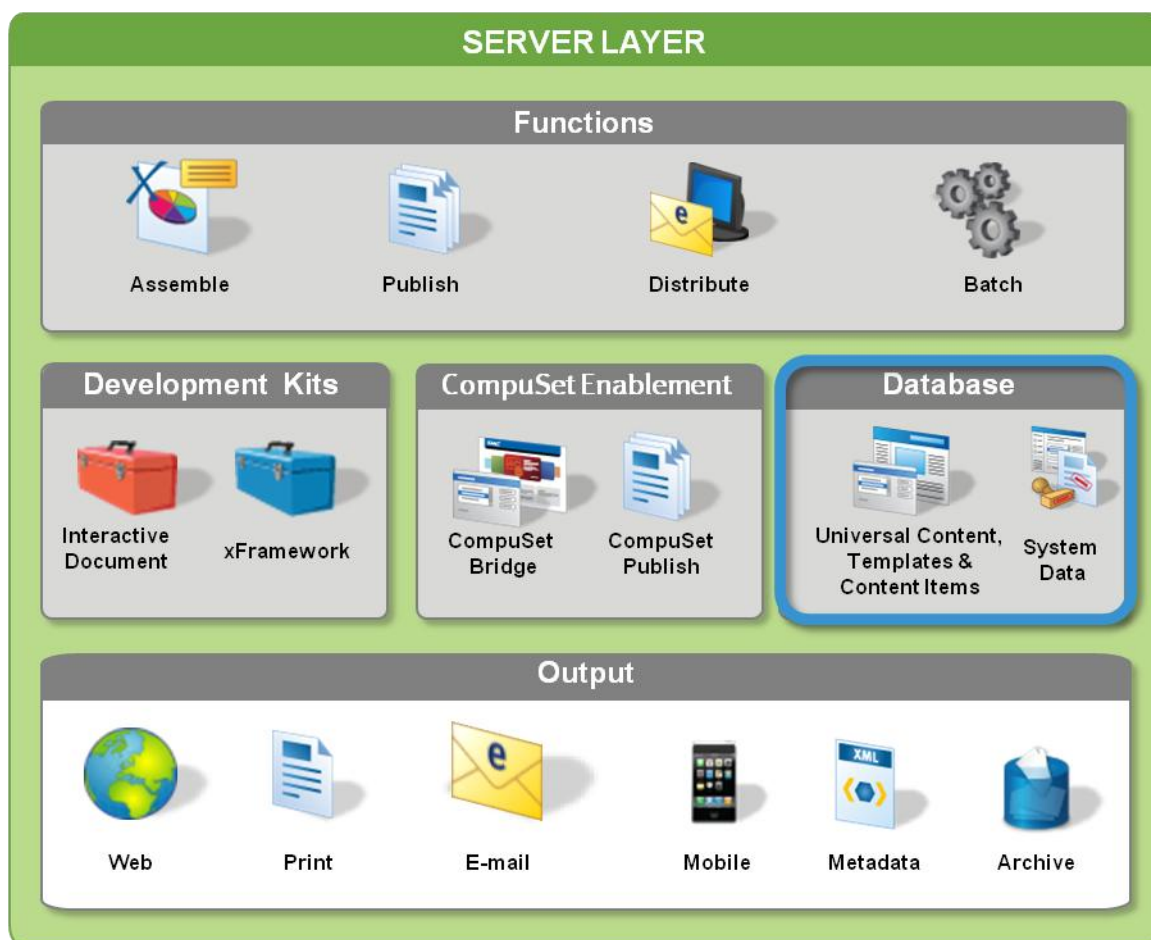 SERVER LAYER
Functions
Assemble
Publish
e
Distribute
Batch
Development Kits
Interactive
Document
xFramework
CompuSet Enablement
CompuSet
Bridge
CompuSet
Publish
Database
Universal Content,
Templates &
Content Items
System
Data
Output
Web
Print
e
E-mail
Mobile
XML
Metadata
Archive